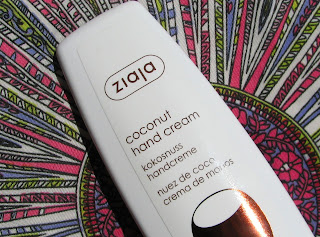 ziaja
coconut
hand cream
kokosnuss
handcreme
nuez de coco
crema de manos